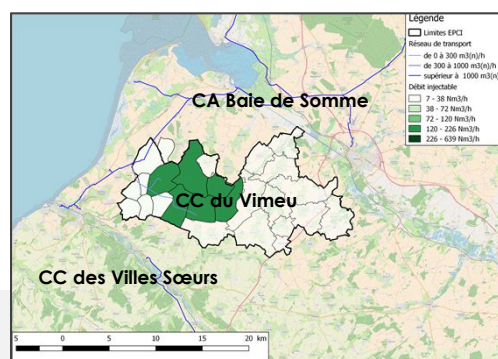 Légende
Limites EPCI
Réseau de transport
de 0 à 300 m3(n)/h
de 300 à 1000 m3(n)/h
supérieur à 1000 m3(n)/h
Débit injectable
7 - 38 Nm3/h
38 - 72 Nm3/h
72 - 120 Nm3/h
120 - 226 Nm3/h
226 - 639 Nm3/h
CA Baie de Somme
CC du Vimeu
CC des Villes Sœurs
5 0 5 10 15 20 km